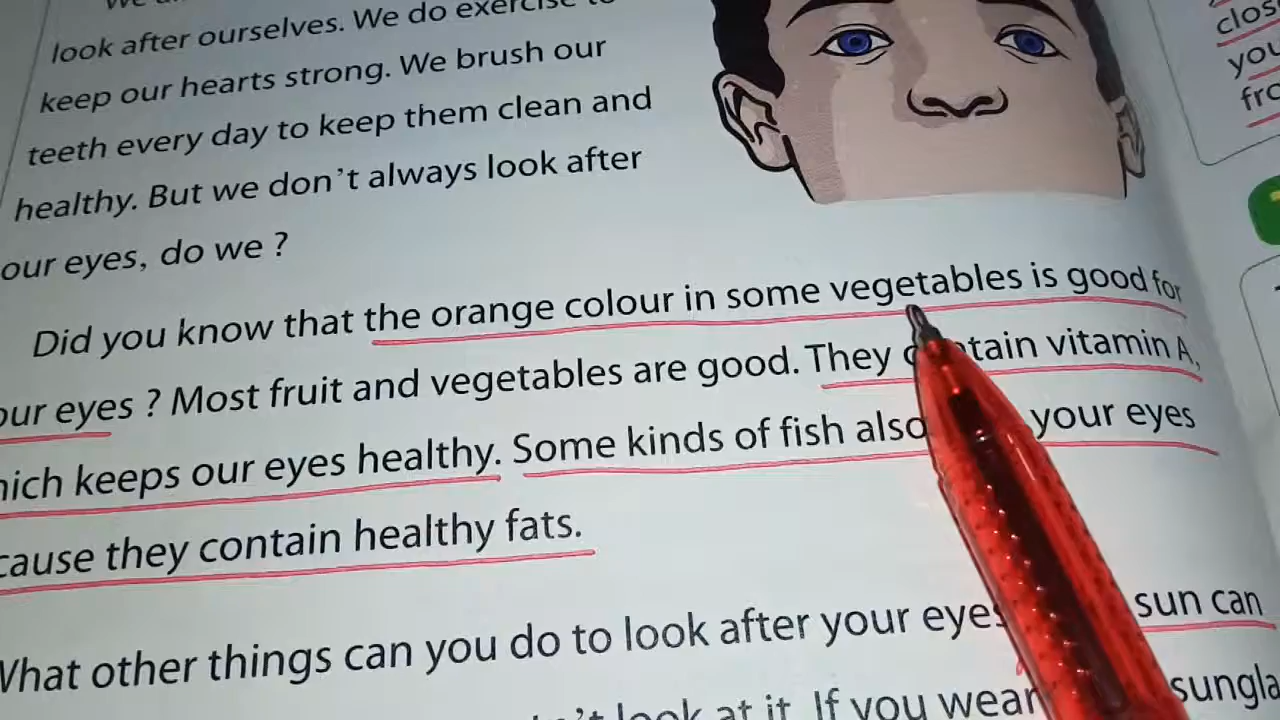 look after ourselves. We do exercise to
keep our hearts strong. We brush our
teeth every day to keep them clean and
healthy. But we don't always look after
our eyes, do we ?
Did you know that the orange colour in some vegetables is good for
our eyes ? Most fruit and vegetables are good. They contain vitamin A,
which keeps our eyes healthy. Some kinds of fish also your eyes
cause they contain healthy fats.
What other things can you do to look after your eyes sun can
look at it. If you wear sungla
clos
you
fro